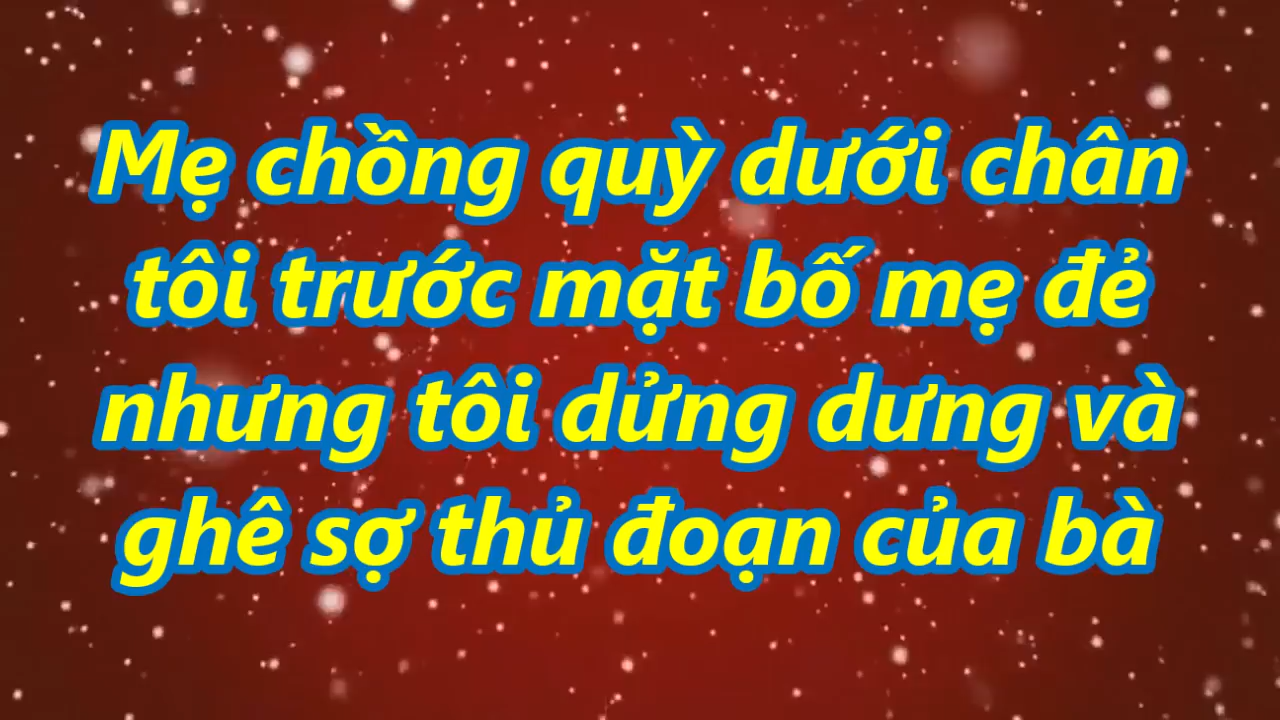 Mẹ chồng quỳ dưới chân
tôi trước mặt bố mẹ đẻ
nhưng tôi dửng dưng và
ghê sợ thủ đoạn của bà